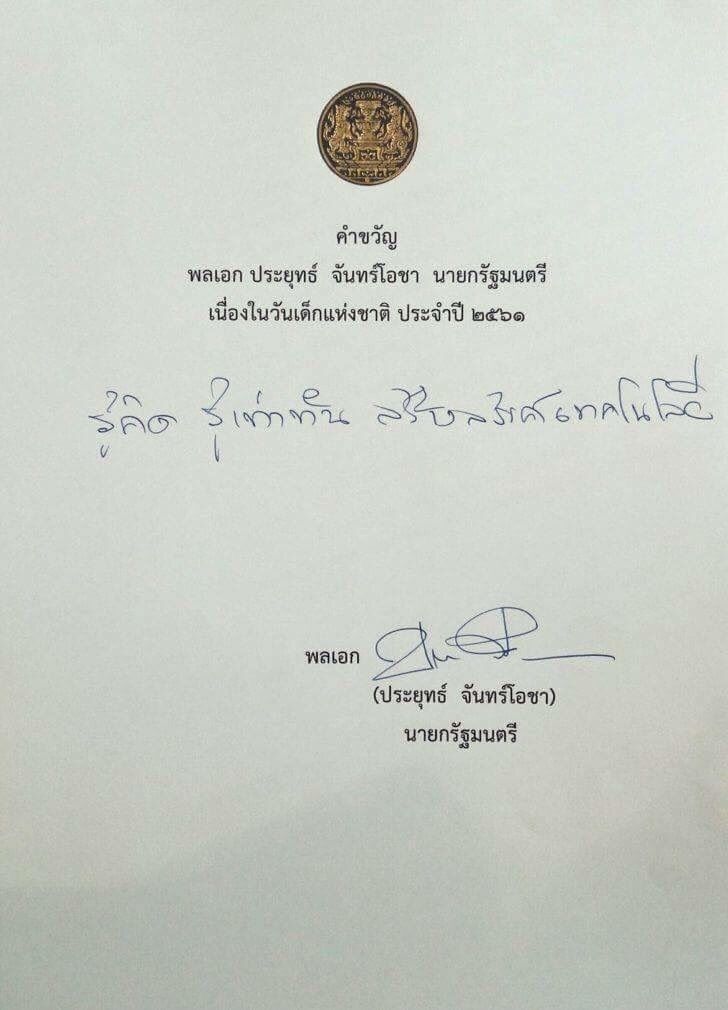 คำขวัญ
พลเอก ประยุทธ์ จันทร์โอชา นายกรัฐมนตรี
เนื่องในวันเด็กแห่งชาติ ประจำปี ๒๕๖๑
รู้คิด รู้เท่าทัน สร้างสรรค์เทคโนโลยี
พลเอก
(ประยุทธ์ จันทร์โอชา)
นายกรัฐมนตรี